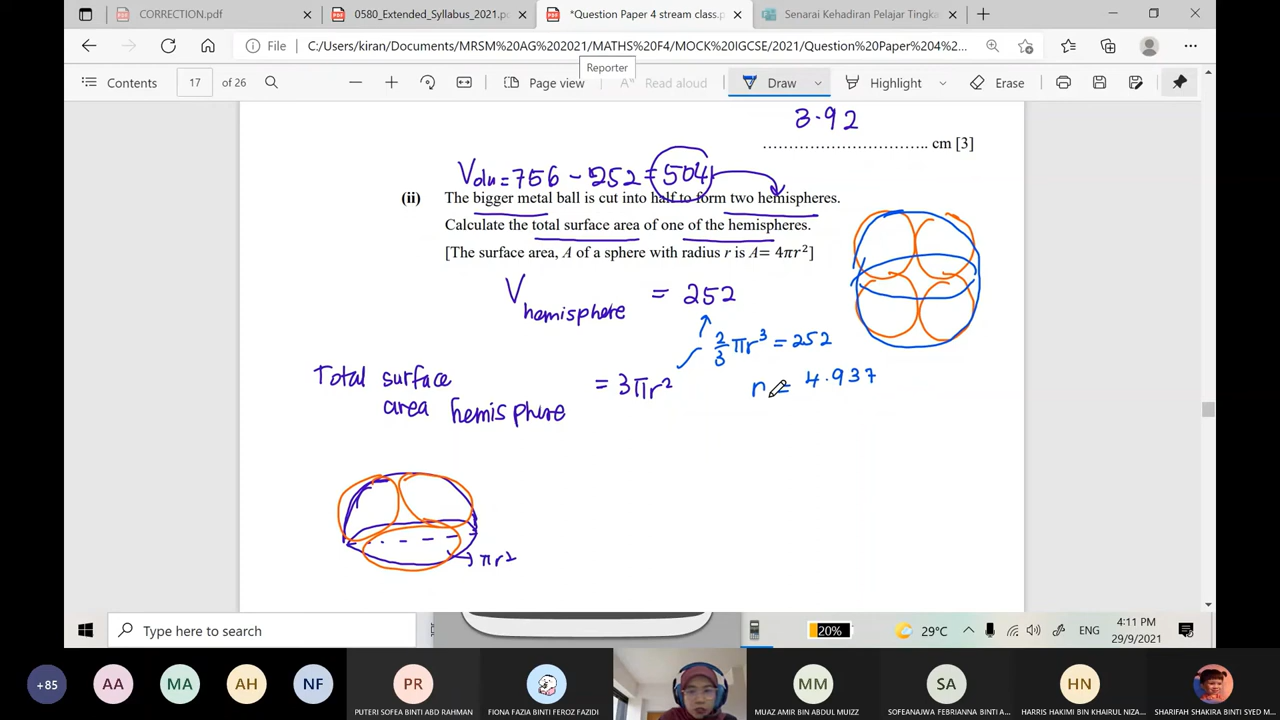 CORRECTION.pdf
0580_Extended_Syllabus_2021.p
*Question Paper 4 stream class.p
Senarai Kehadiran Pelajar Tingka
File
C:/Users/kiran/Documents/MRSM%20AG%202021/MATHS%20F4/MOCK%20IGCSE/2021/Question%20Paper%204%2...
Reporter
Contents
17 of 26
Page view
Read aloud
Draw
Highlight
Erase
3.92
cm [3]
= 756 - 252 = 504
(ii) The bigger metal ball is cut into half to form two hemispheres.
Calculate the total surface area of one of the hemispheres.
[The surface area, A of a sphere with radius r is A= 4πr²]
V hemisphere = 252
2/3 πr³ = 252
Total surface area hemisphere = 3πr²
r = 4.937
πr²
Type here to search
20%
29°C
ENG
4:11 PM
29/9/2021
+85
AA
MA
AH
NF
PR
MM
SA
HN
PUTERI SOFEA BINTI ABD RAHMAN
FIONA FAZIA BINTI FEROZ FAZIDI
MUAZ AMIR BIN ABDUL MUIZZ
SOFEANAJWA FEBRIANNA BINTI A...
HARRIS HAKIMI BIN KHAIRUL NIZA...
SHARIFAH SHAKIRA BINTI SYED M...